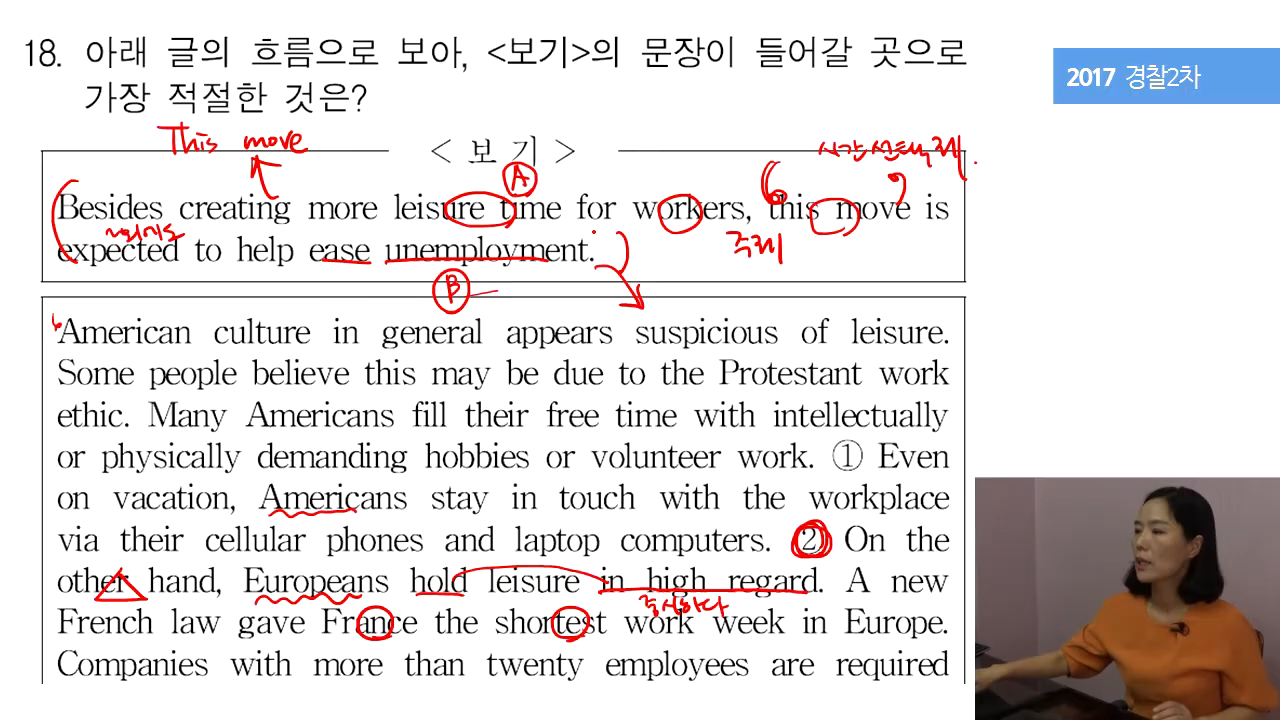 18. 아래 글의 흐름으로 보아, <보기>의 문장이 들어갈 곳으로
가장 적절한 것은?
2017 경찰2차
This move
< 보 기 >
A
6
Besides creating more leisure time for workers, this move is
주제
expected to help ease unemployment.
B
American culture in general appears suspicious of leisure.
Some people believe this may be due to the Protestant work
ethic. Many Americans fill their free time with intellectually
or physically demanding hobbies or volunteer work. ① Even
on vacation, Americans stay in touch with the workplace
via their cellular phones and laptop computers. ② On the
other hand, Europeans hold leisure in high regard. A new
중시하다
French law gave France the shortest work week in Europe.
Companies with more than twenty employees are required